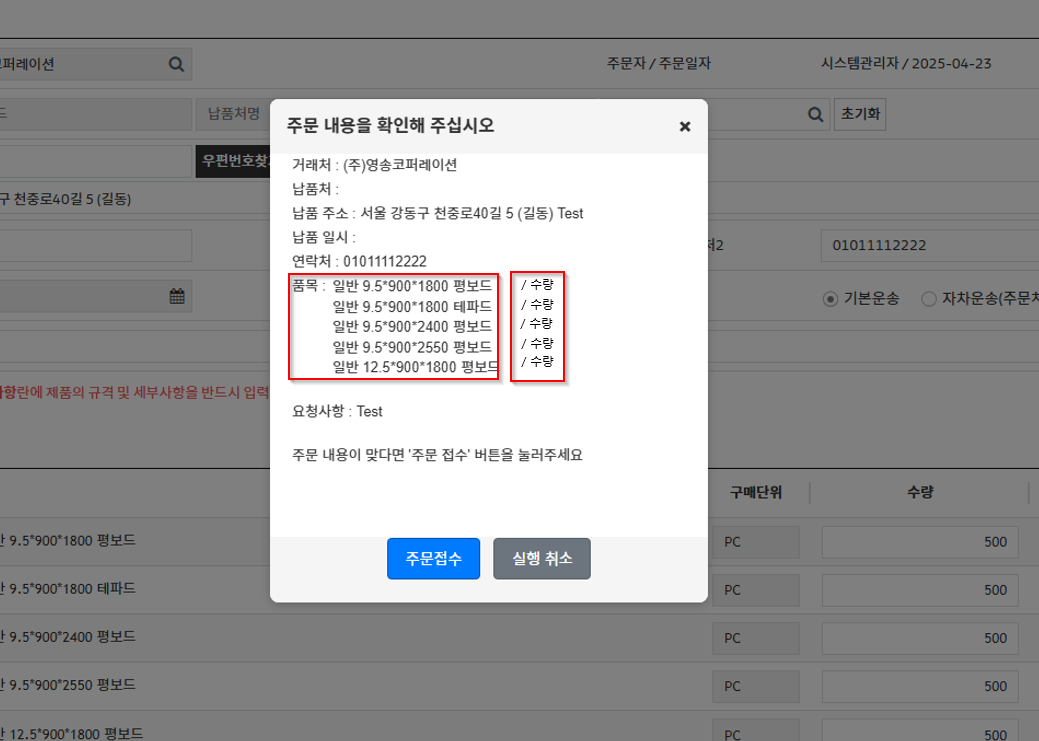 퍼레이션
주문자 / 주문일자
시스템관리자 / 2025-04-23
납품처명
초기화
주문 내용을 확인해 주십시오
×
우편번호찾
거래처 : (주)영송코퍼레이션
납품처 :
구 천중로40길 5 (길동)
납품 주소 : 서울 강동구 천중로40길 5 (길동) Test
납품 일시 :
처2
01011112222
연락처 : 01011112222
품목 : 일반 9.5*900*1800 평보드 / 수량
일반 9.5*900*1800 테파드 / 수량
일반 9.5*900*2400 평보드 / 수량
일반 9.5*900*2550 평보드 / 수량
일반 12.5*900*1800 평보드 / 수량
기본운송
자차운송(주문
항란에 제품의 규격 및 세부사항을 반드시 입력
요청사항 : Test
주문 내용이 맞다면 '주문 접수' 버튼을 눌러주세요
구매단위
수량
주문접수
실행 취소
반 9.5*900*1800 평보드
PC
500
반 9.5*900*1800 테파드
PC
500
반 9.5*900*2400 평보드
PC
500
반 9.5*900*2550 평보드
PC
500
반 12.5*900*1800 평보드
PC
500